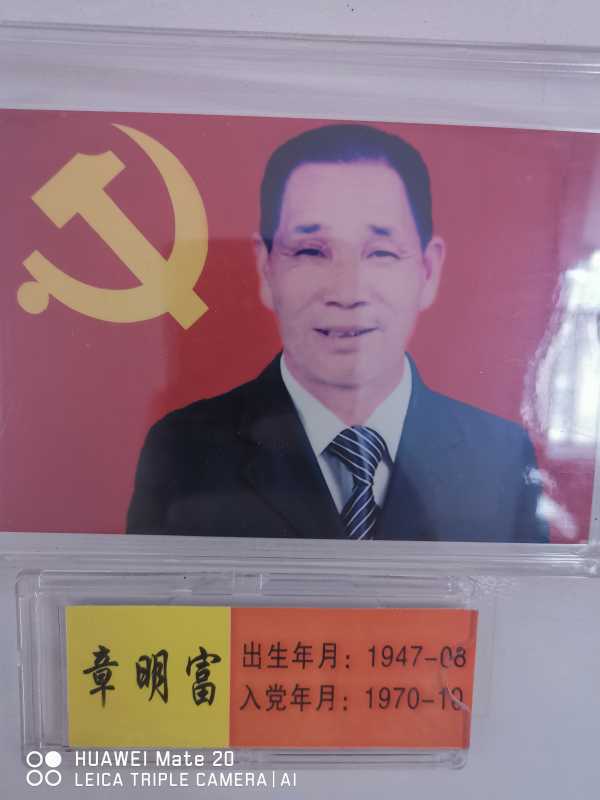 章明富
出生年月：1947-08
入党年月：1970-10
HUAWEI Mate 20
LEICA TRIPLE CAMERA | AI